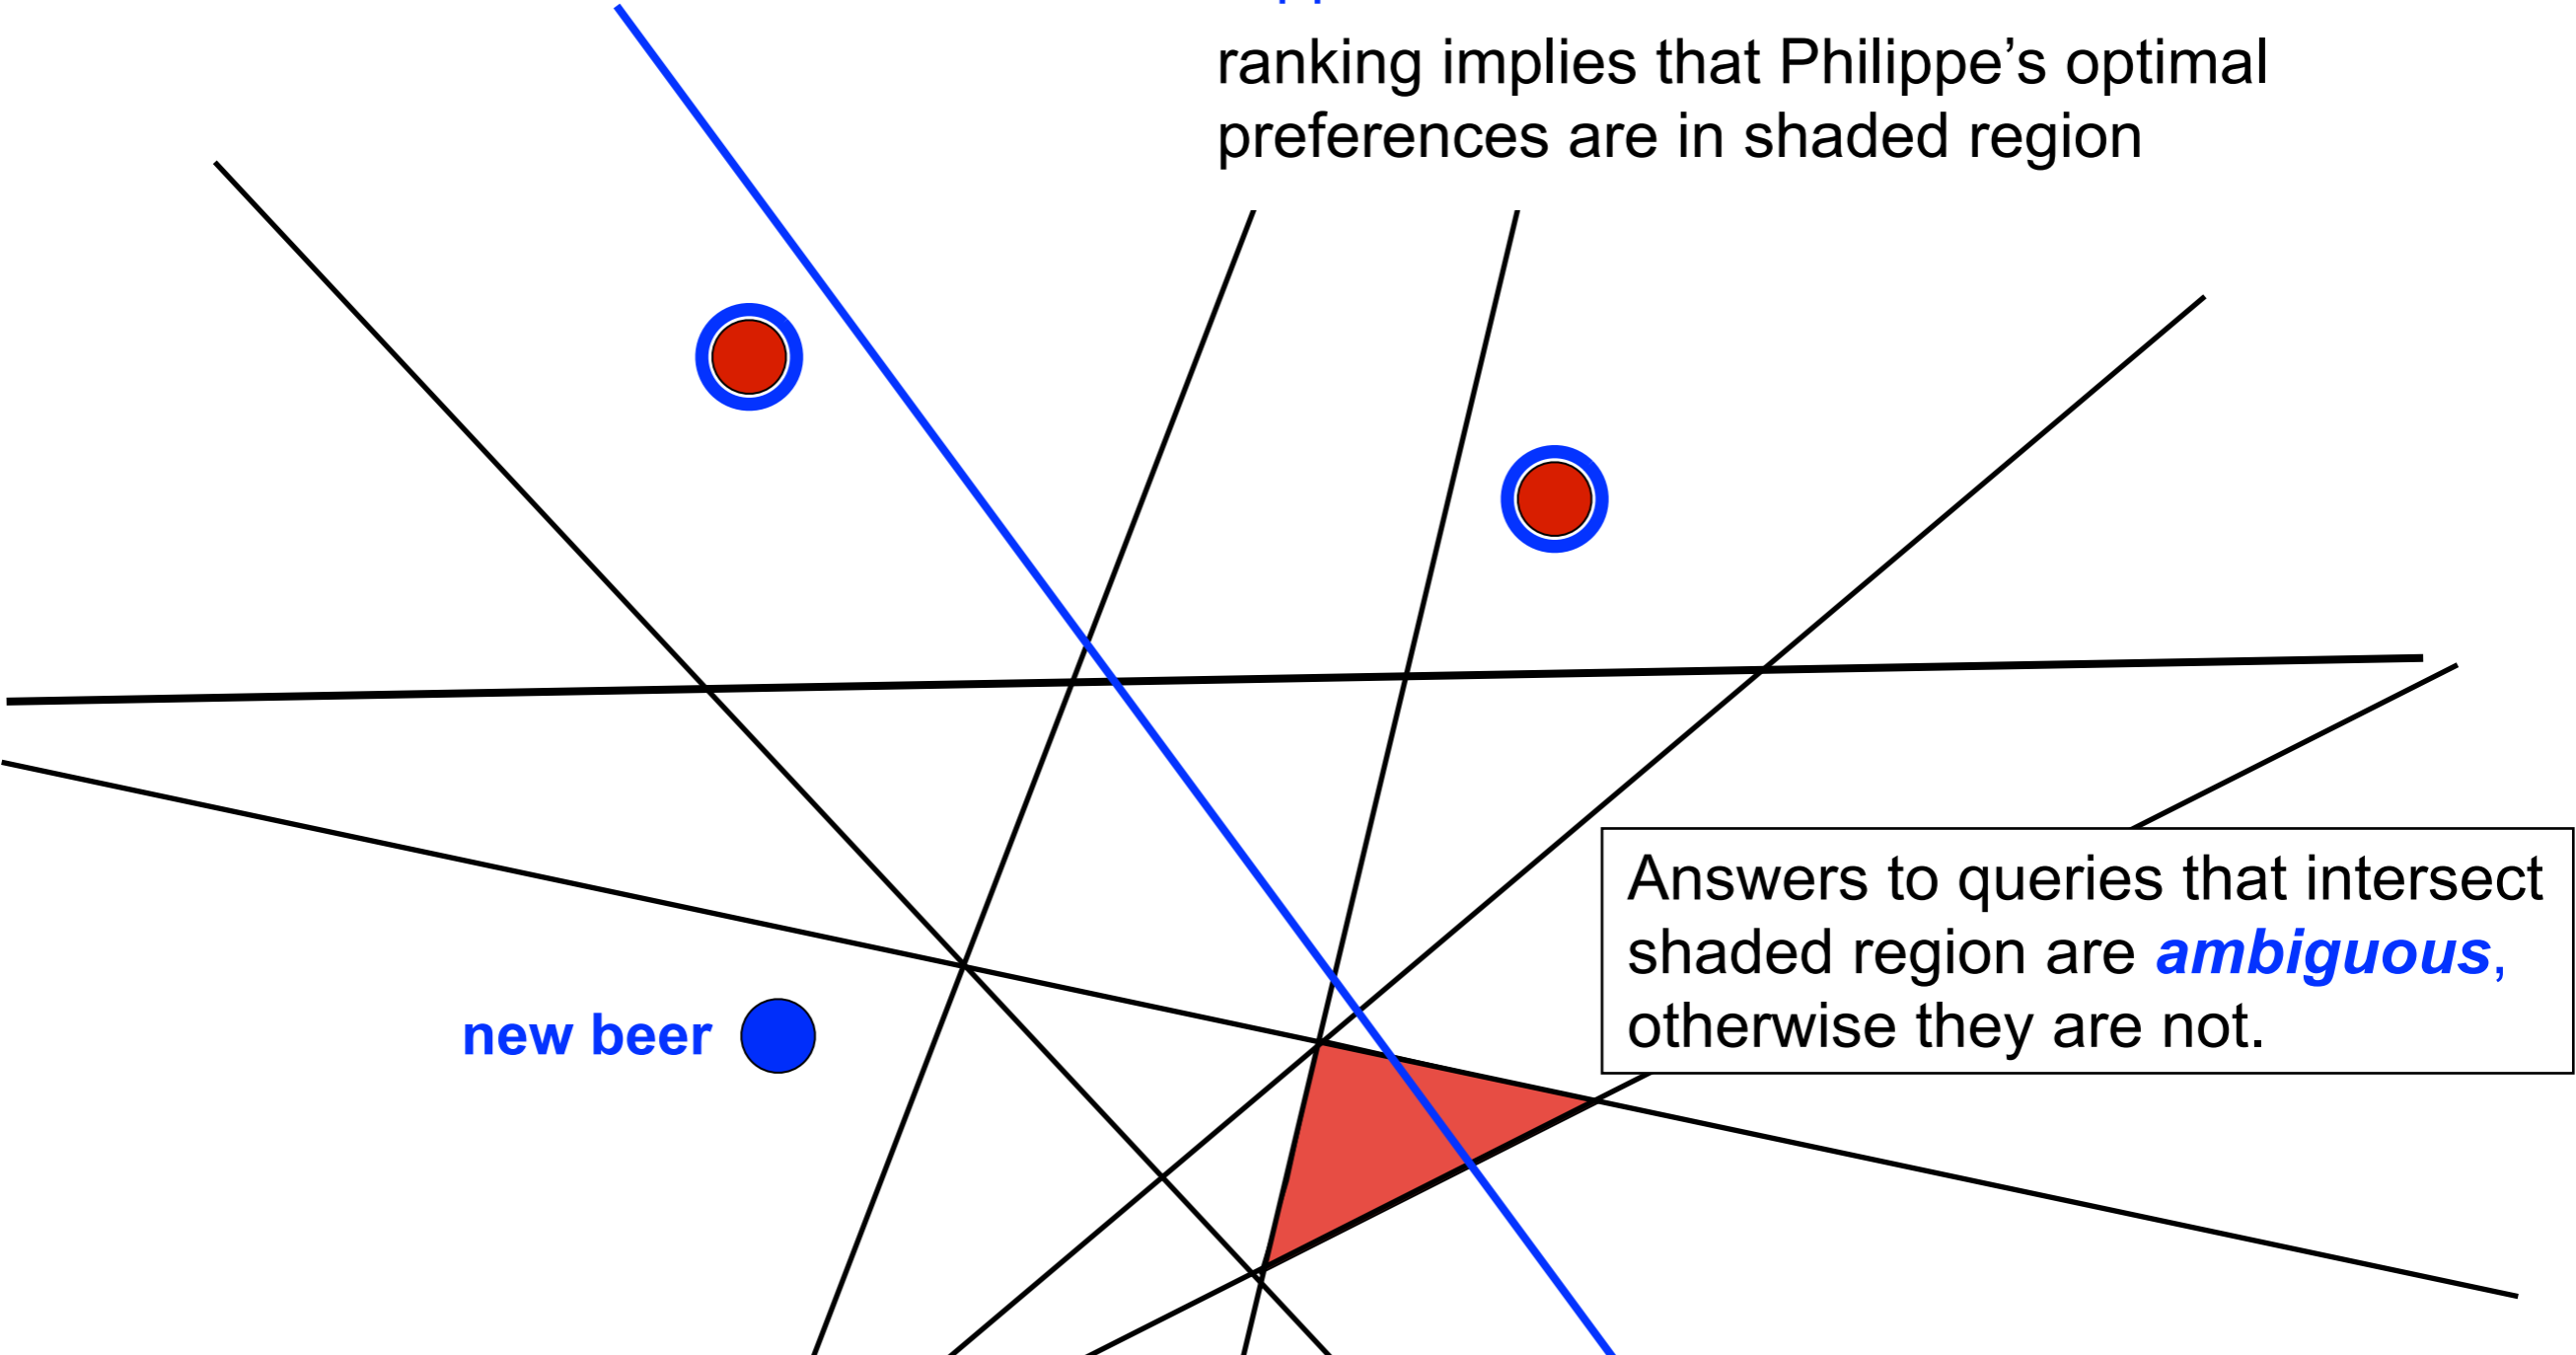 ranking implies that Philippe’s optimal
preferences are in shaded region
Answers to queries that intersect
shaded region are ambiguous,
otherwise they are not.
new beer